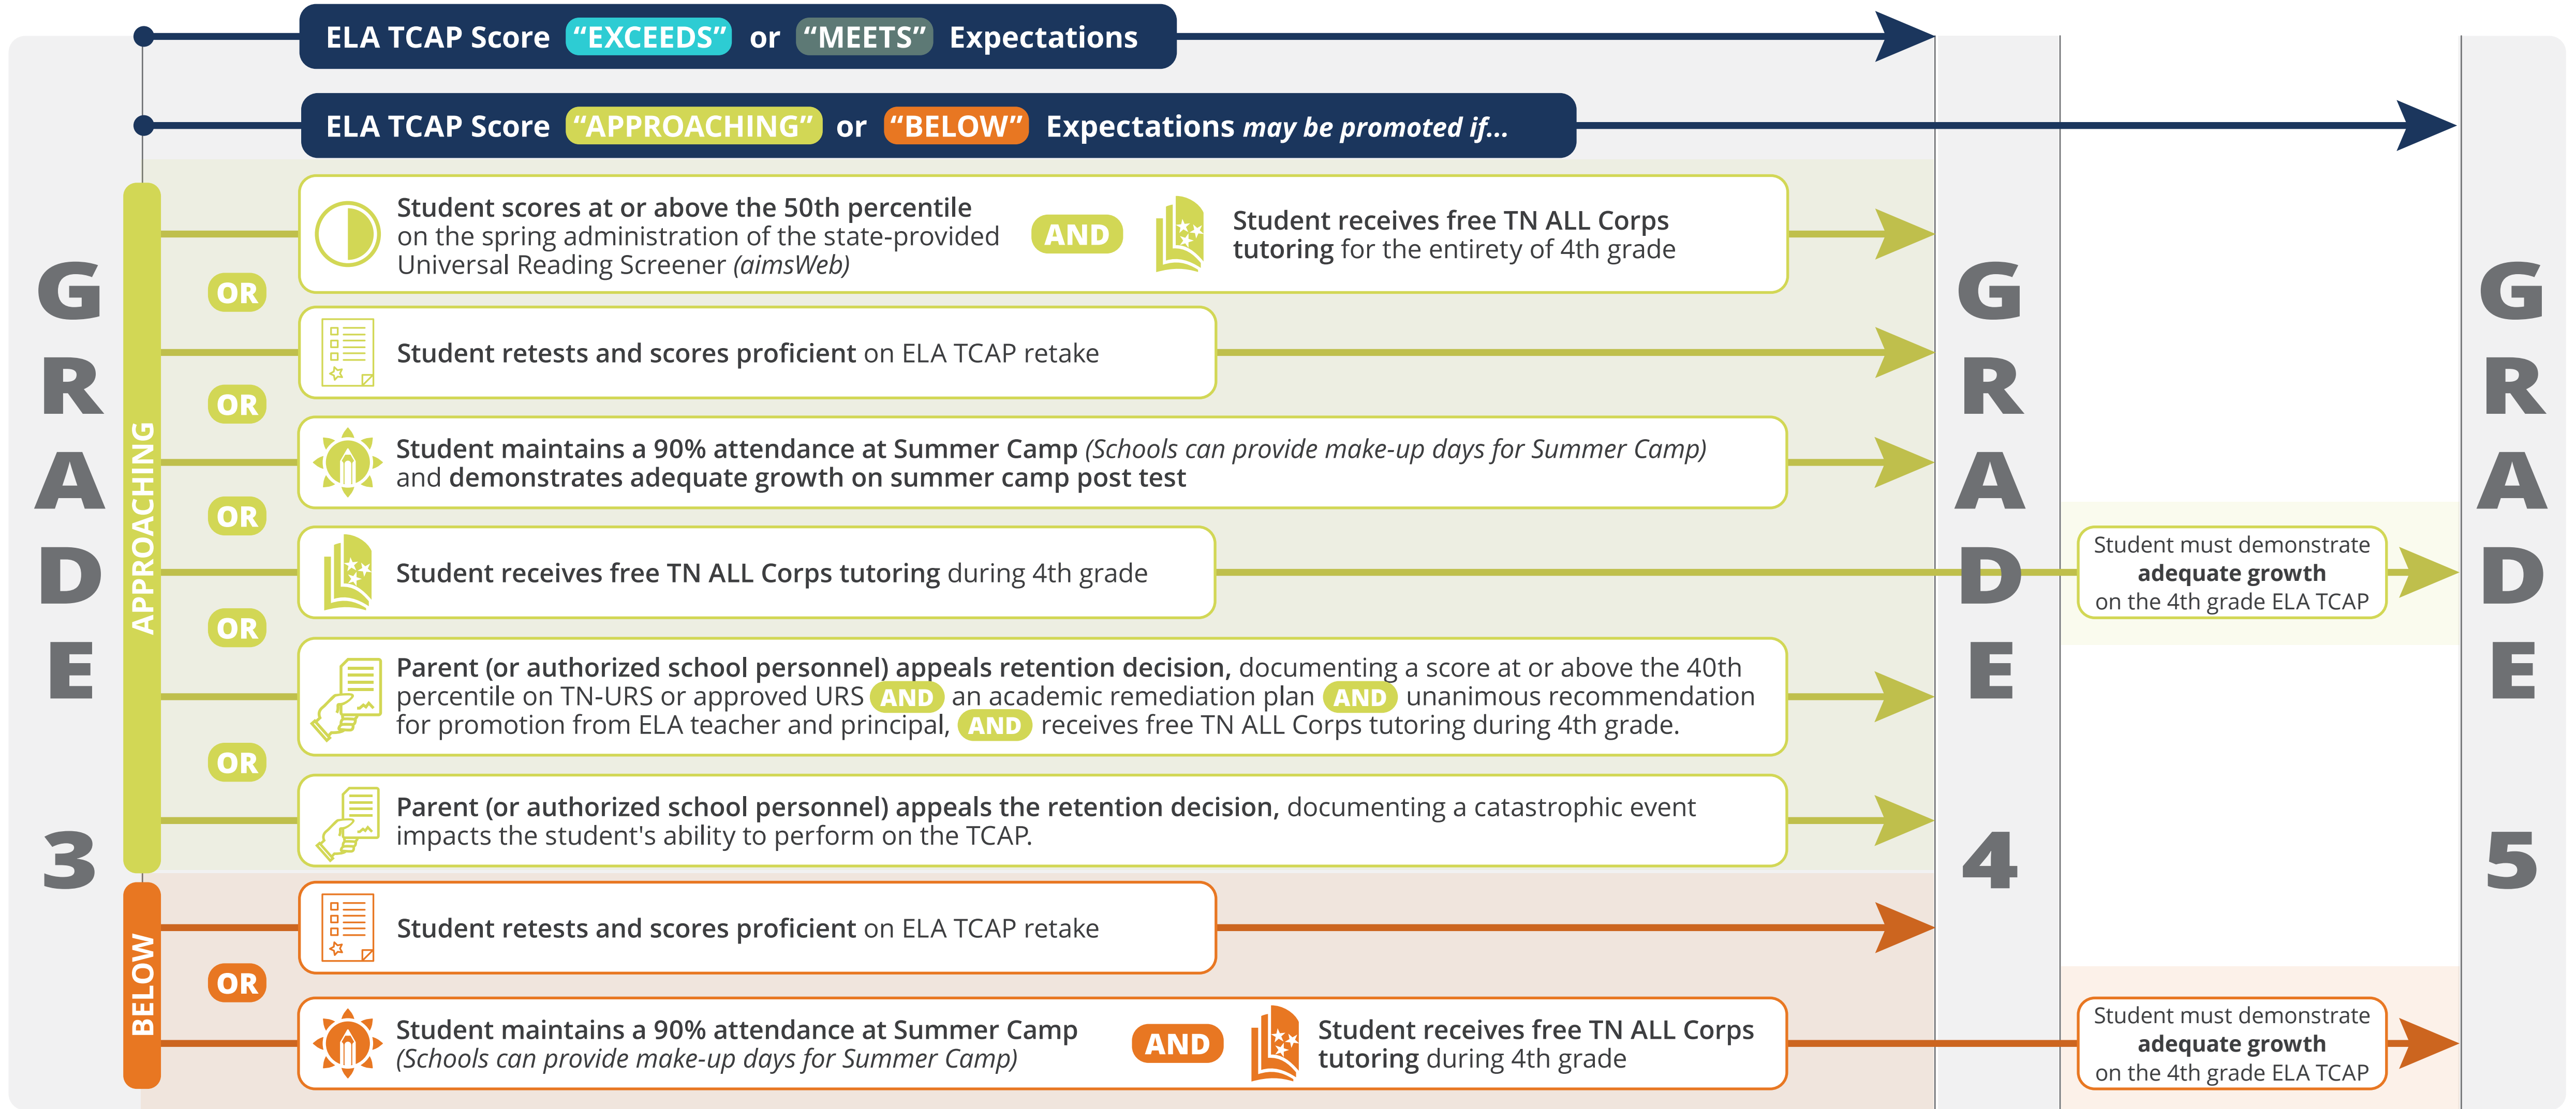 ELA TCAP Score “EXCEEDS” or “MEETS” Expectations
ELA TCAP Score “APPROACHING” or “BELOW” Expectations may be promoted if...
GRADE 3
APPROACHING
Student scores at or above the 50th percentile
on the spring administration of the state-provided
Universal Reading Screener (aimsWeb)
AND
Student receives free TN ALL Corps
tutoring for the entirety of 4th grade
OR
Student retests and scores proficient on ELA TCAP retake
OR
Student maintains a 90% attendance at Summer Camp (Schools can provide make-up days for Summer Camp)
and demonstrates adequate growth on summer camp post test
OR
Student receives free TN ALL Corps tutoring during 4th grade
Student must demonstrate
adequate growth
on the 4th grade ELA TCAP
OR
Parent (or authorized school personnel) appeals retention decision, documenting a score at or above the 40th
percentile on TN-URS or approved URS AND an academic remediation plan AND unanimous recommendation
for promotion from ELA teacher and principal, AND receives free TN ALL Corps tutoring during 4th grade.
OR
Parent (or authorized school personnel) appeals the retention decision, documenting a catastrophic event
impacts the student's ability to perform on the TCAP.
BELOW
Student retests and scores proficient on ELA TCAP retake
OR
Student maintains a 90% attendance at Summer Camp
(Schools can provide make-up days for Summer Camp)
AND
Student receives free TN ALL Corps
tutoring during 4th grade
Student must demonstrate
adequate growth
on the 4th grade ELA TCAP
GRADE 4
GRADE 5